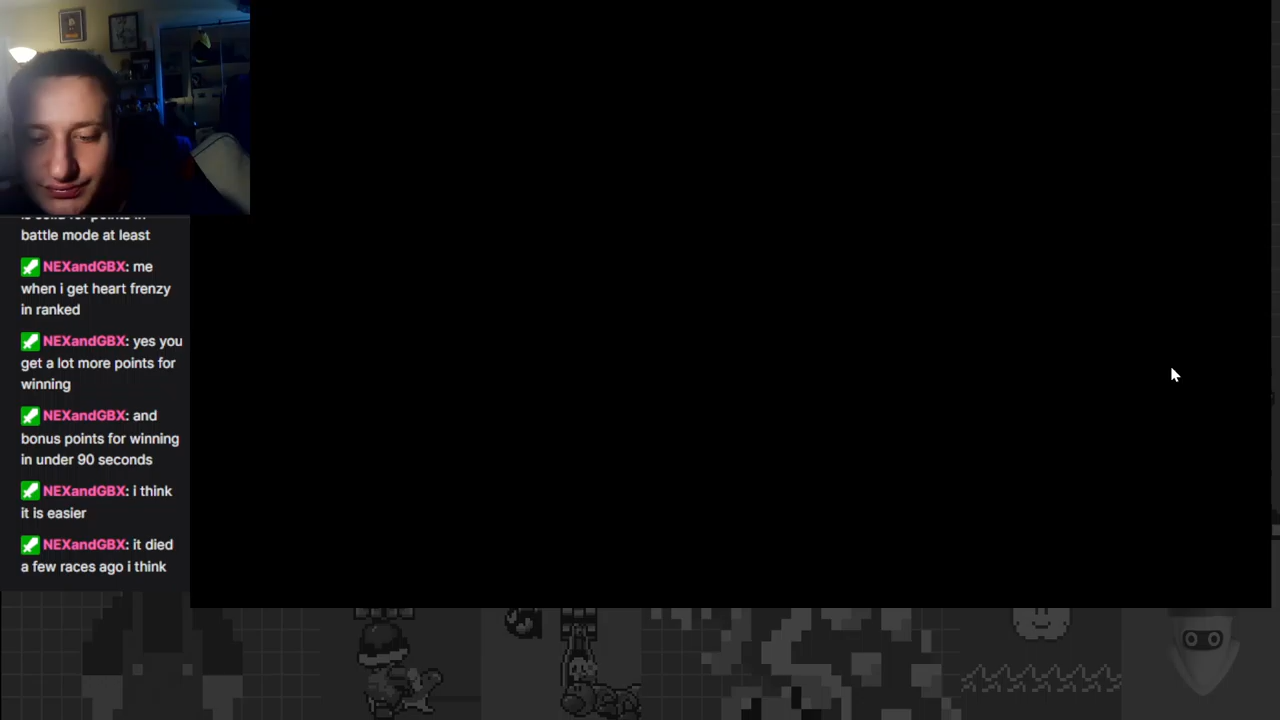 battle mode at least
NEXandGBX: me
when i get heart frenzy
in ranked
NEXandGBX: yes you
get a lot more points for
winning
NEXandGBX: and
bonus points for winning
in under 90 seconds
NEXandGBX: i think
it is easier
NEXandGBX: it died
a few races ago i think